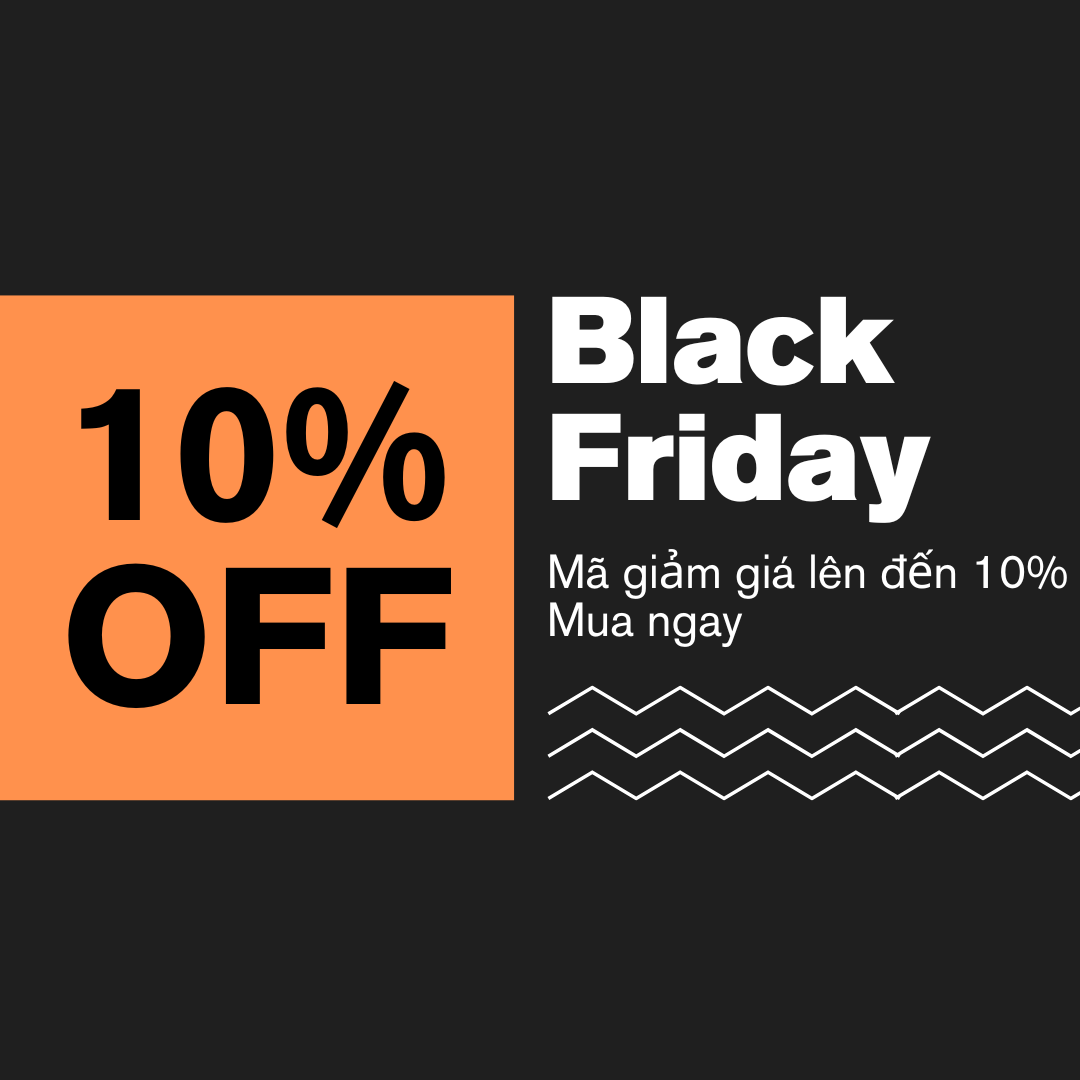 10%
OFF
Black
Friday
Mã giảm giá lên đến 10%
Mua ngay